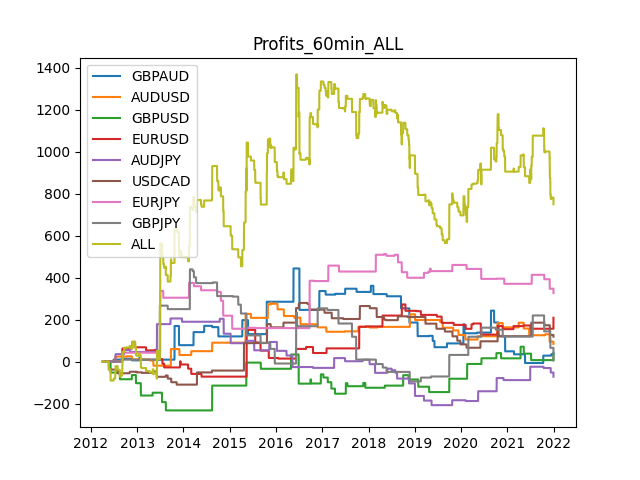 Profits_60min_ALL
1400
1200
1000
800
600
400
200
0
−200
GBPAUD
AUDUSD
GBPUSD
EURUSD
AUDJPY
USDCAD
EURJPY
GBPJPY
ALL
2012 2013 2014 2015 2016 2017 2018 2019 2020 2021 2022